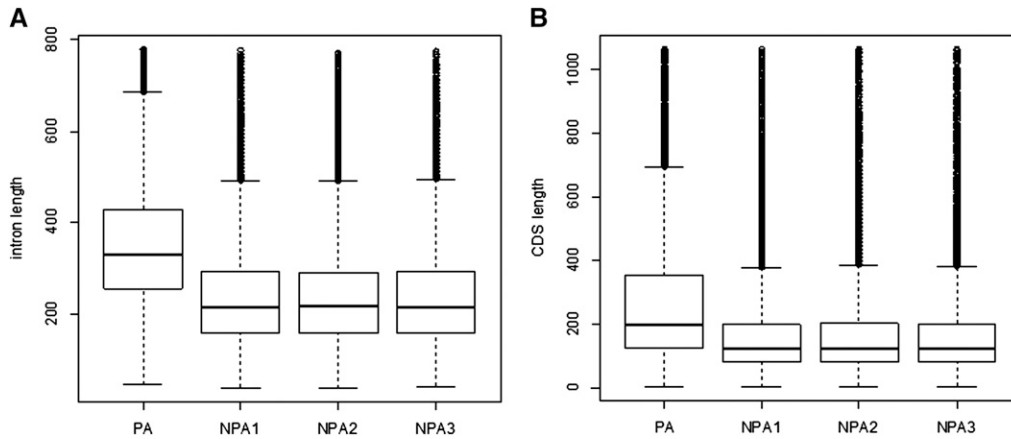 A
intron length
800
600
400
200
PA NPA1 NPA2 NPA3
B
CDS length
1000
800
600
400
200
0
PA NPA1 NPA2 NPA3